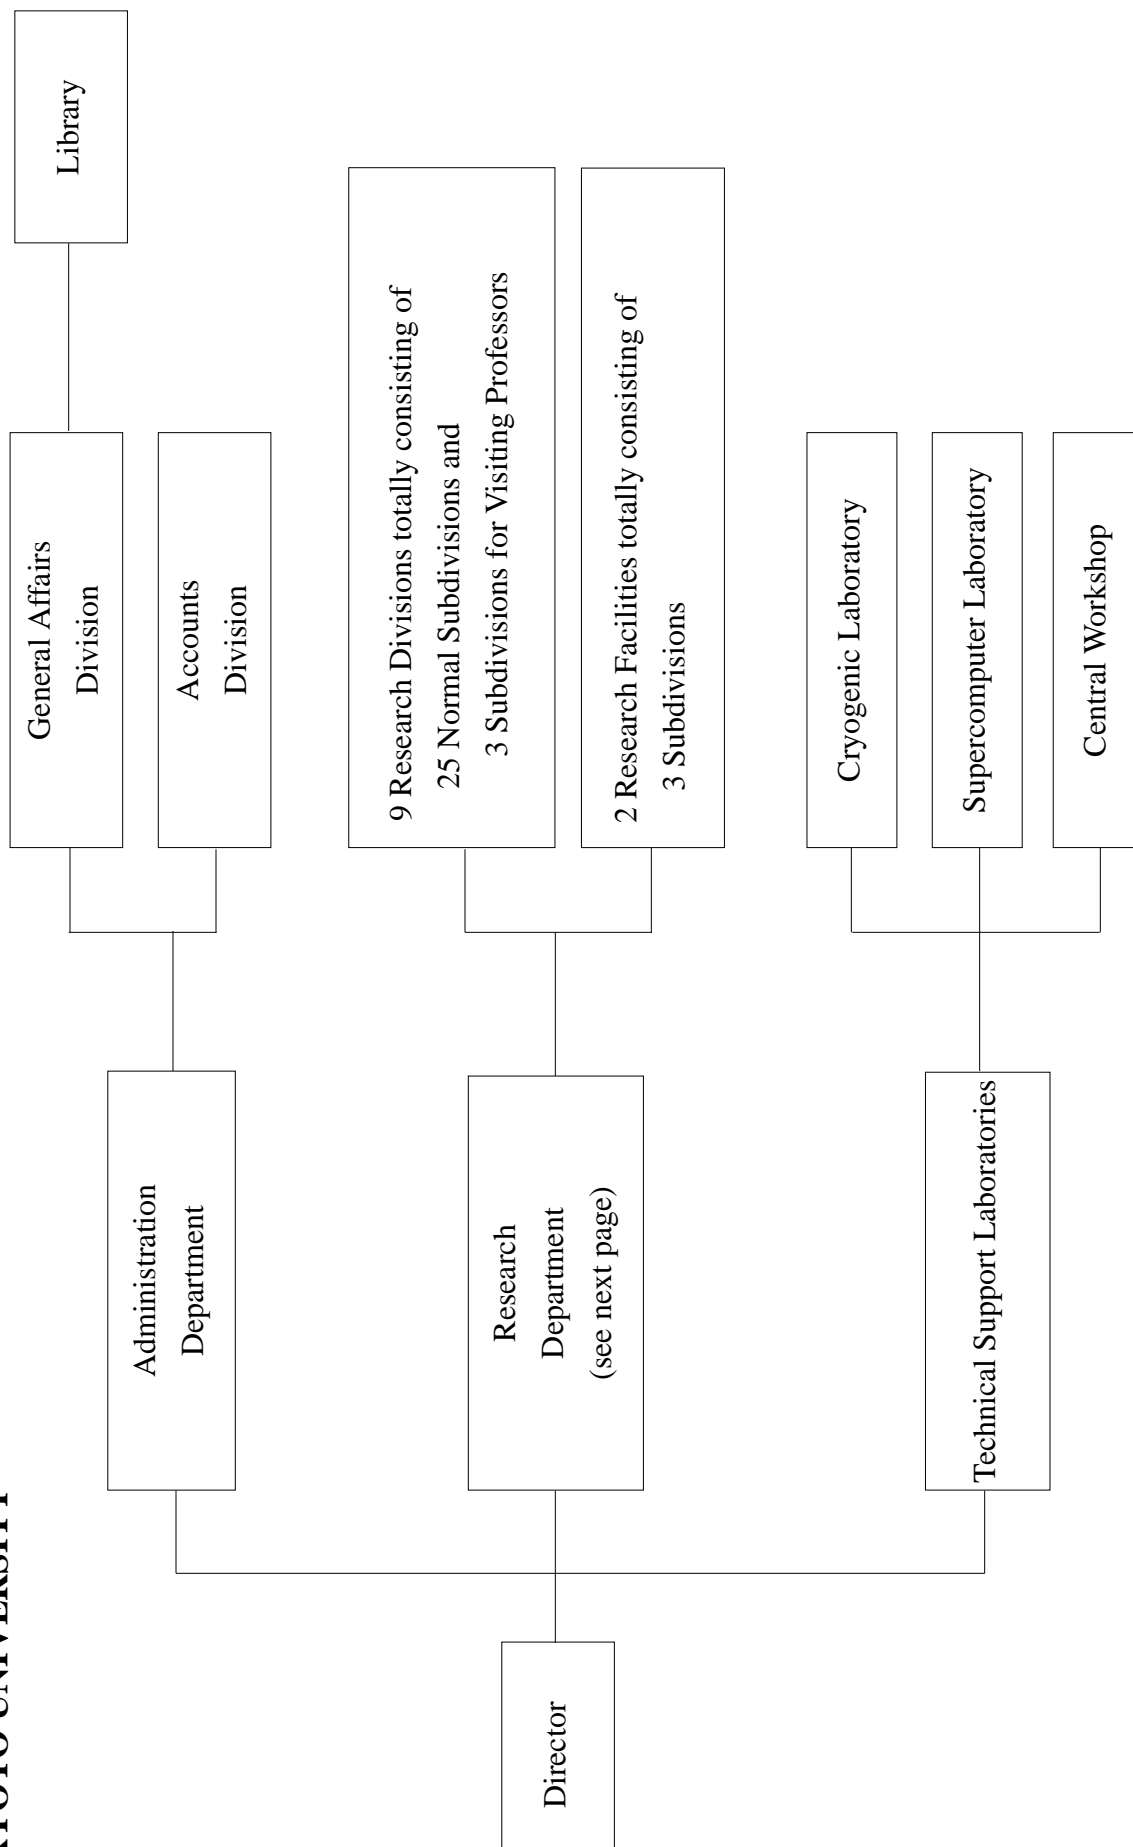 UNIVERSITY
Director
Administration
Department
Research
Department
(see next page)
Technical Support Laboratories
General Affairs
Division
Accounts
Division
9 Research Divisions totally consisting of
25 Normal Subdivisions and
3 Subdivisions for Visiting Professors
2 Research Facilities totally consisting of
3 Subdivisions
Cryogenic Laboratory
Supercomputer Laboratory
Central Workshop
Library